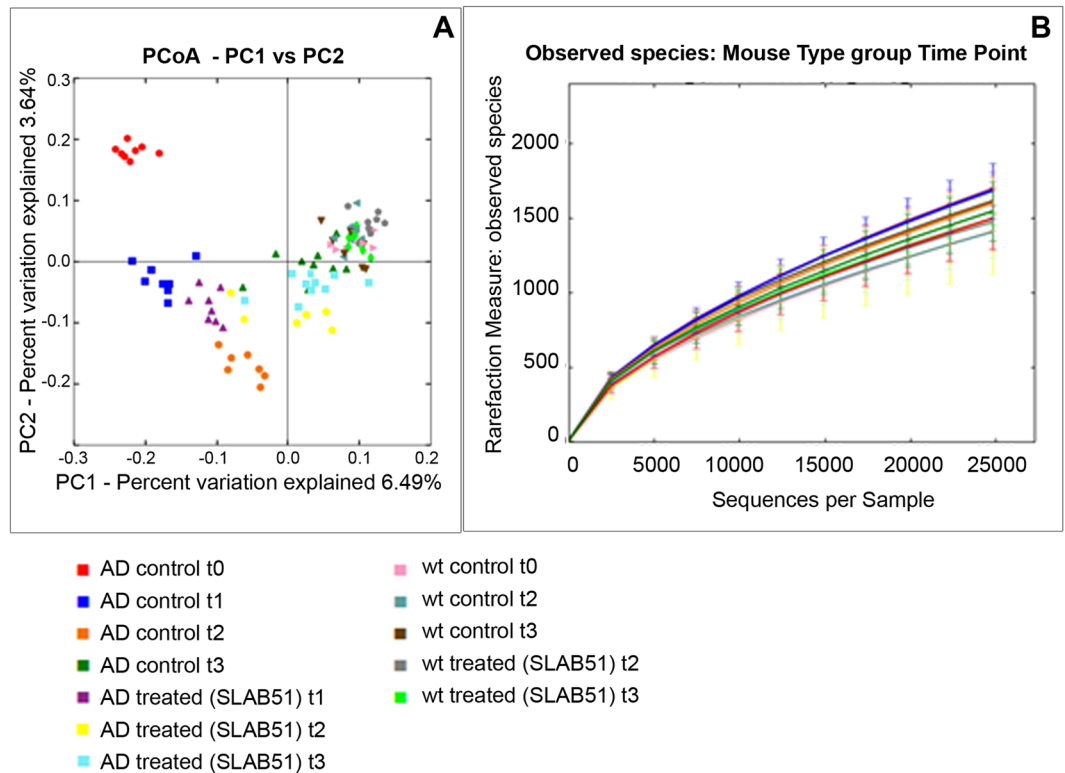 A
PCoA - PC1 vs PC2
PC2 - Percent variation explained 3.64%
0.3
0.2
0.1
0.0
-0.1
-0.2
-0.3
-0.2
-0.1
0.0
0.1
0.2
PC1 - Percent variation explained 6.49%
B
Observed species: Mouse Type group Time Point
Rarefaction Measure: observed species
2000
1500
1000
500
0
0
5000
10000
15000
20000
25000
Sequences per Sample
AD control t0
AD control t1
AD control t2
AD control t3
AD treated (SLAB51) t1
AD treated (SLAB51) t2
AD treated (SLAB51) t3
wt control t0
wt control t2
wt control t3
wt treated (SLAB51) t2
wt treated (SLAB51) t3